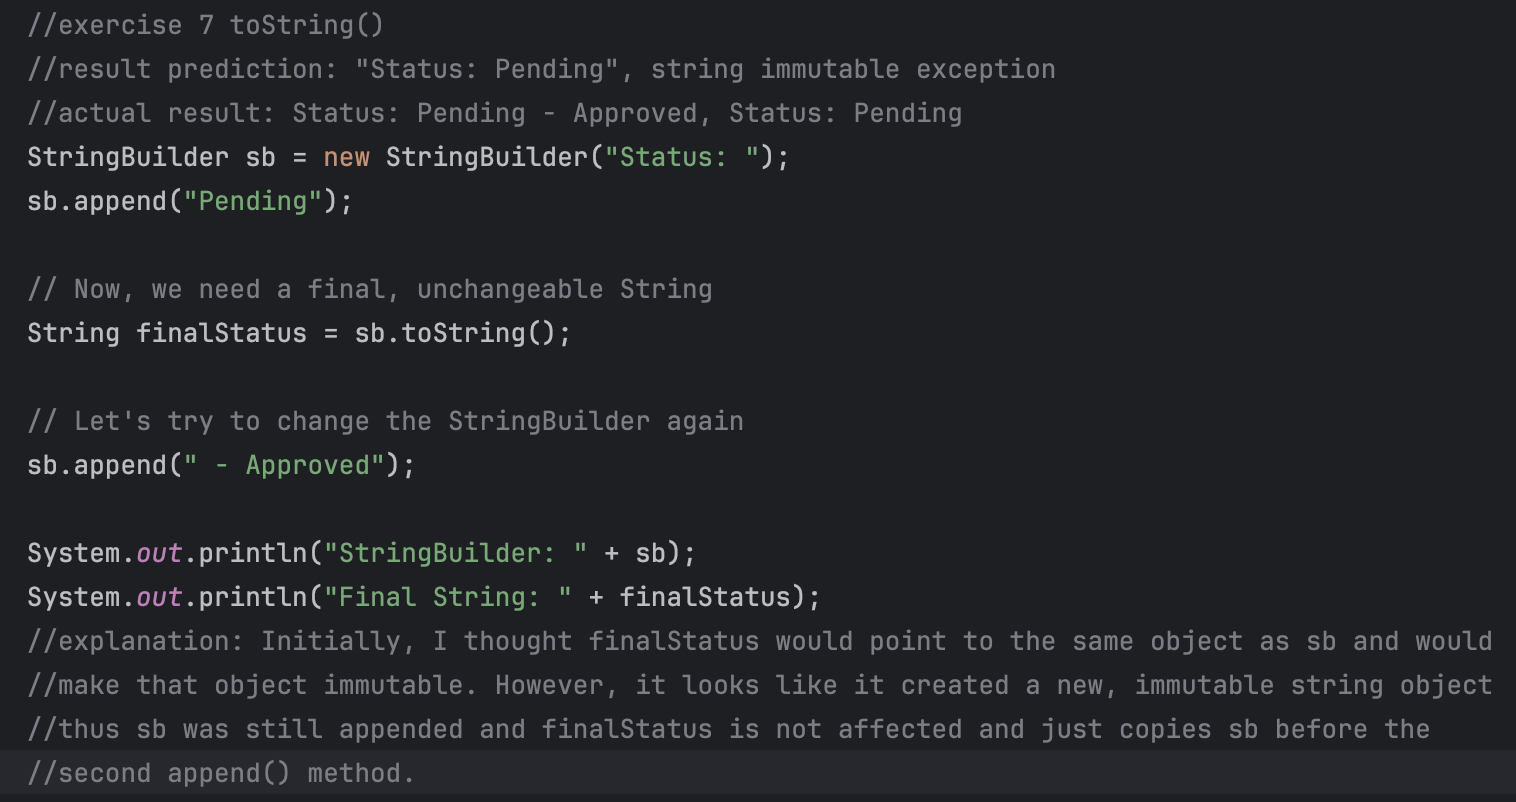 //exercise 7 toString()
//result prediction: "Status: Pending", string immutable exception
//actual result: Status: Pending - Approved, Status: Pending
StringBuilder sb = new StringBuilder("Status: ");
sb.append("Pending");
// Now, we need a final, unchangeable String
String finalStatus = sb.toString();
// Let's try to change the StringBuilder again
sb.append(" - Approved");
System.out.println("StringBuilder: " + sb);
System.out.println("Final String: " + finalStatus);
//explanation: Initially, I thought finalStatus would point to the same object as sb and would
//make that object immutable. However, it looks like it created a new, immutable string object
//thus sb was still appended and finalStatus is not affected and just copies sb before the
//second append() method.